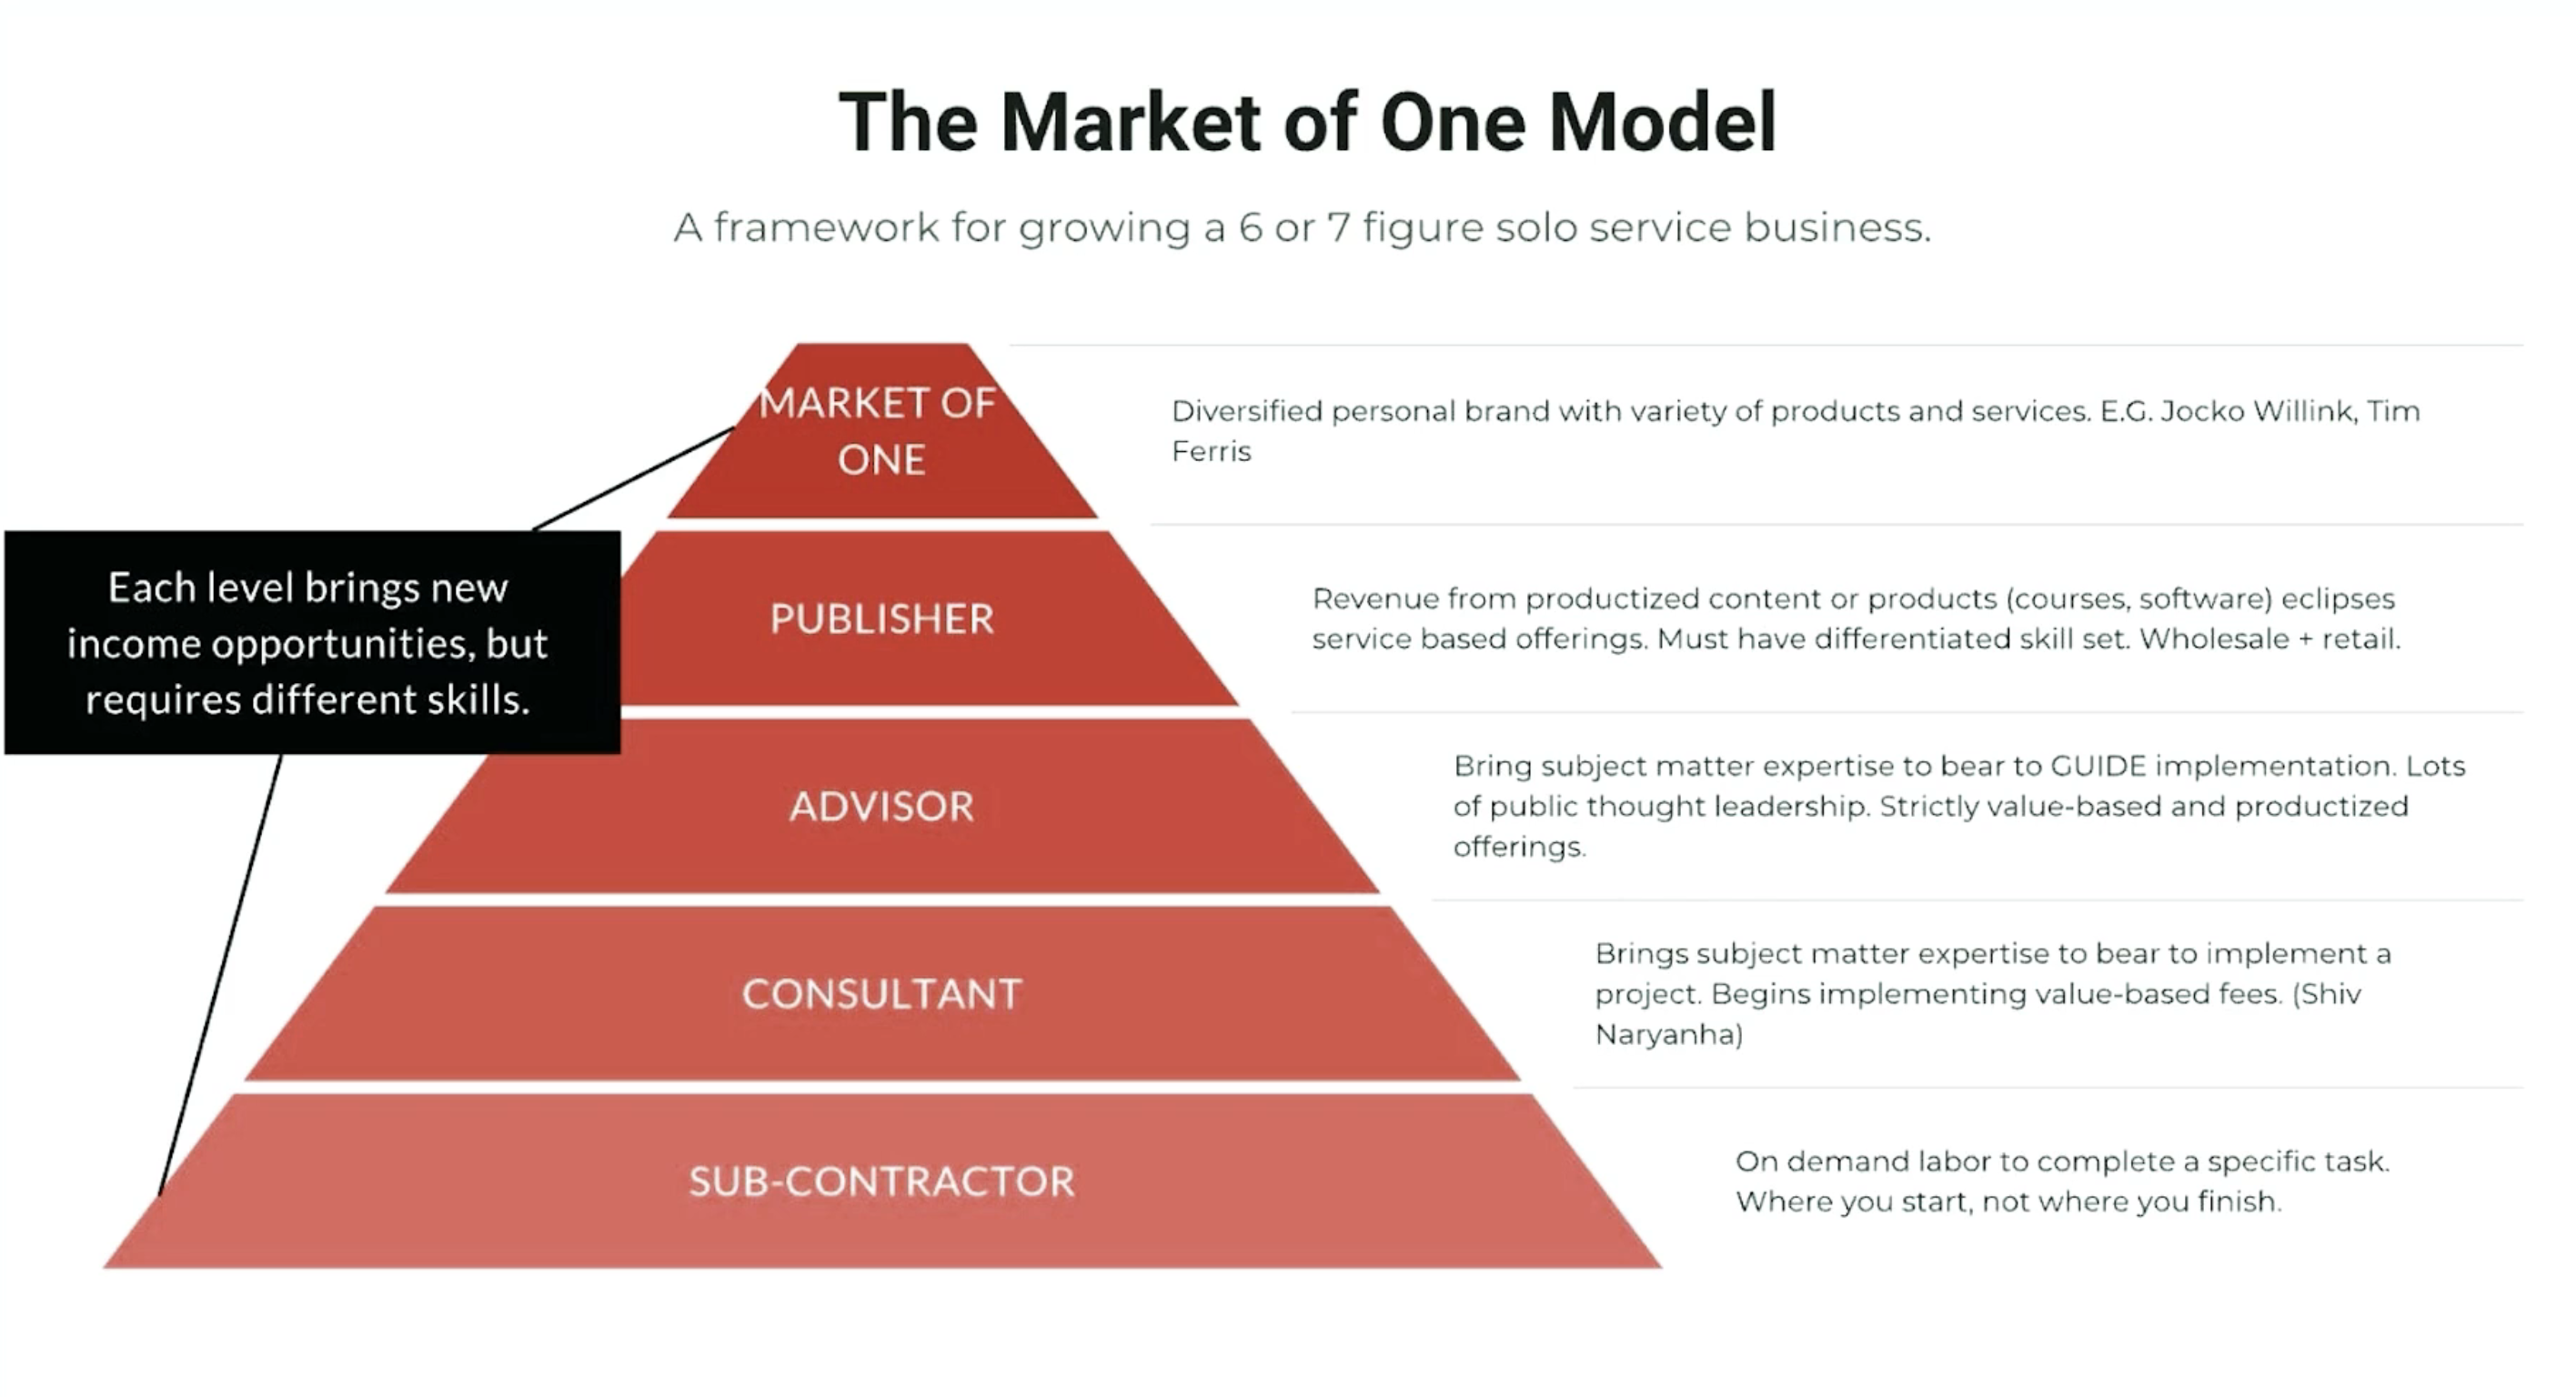 The Market of One Model
A framework for growing a 6 or 7 figure solo service business.
MARKET OF
ONE
Diversified personal brand with variety of products and services. E.G. Jocko Willink, Tim
Ferris
Each level brings new
income opportunities, but
requires different skills.
PUBLISHER
Revenue from productized content or products (courses, software) eclipses
service based offerings. Must have differentiated skill set. Wholesale + retail.
ADVISOR
Bring subject matter expertise to bear to GUIDE implementation. Lots
of public thought leadership. Strictly value-based and productized
offerings.
CONSULTANT
Brings subject matter expertise to bear to implement a
project. Begins implementing value-based fees. (Shiv
Naryanha)
SUB-CONTRACTOR
On demand labor to complete a specific task.
Where you start, not where you finish.